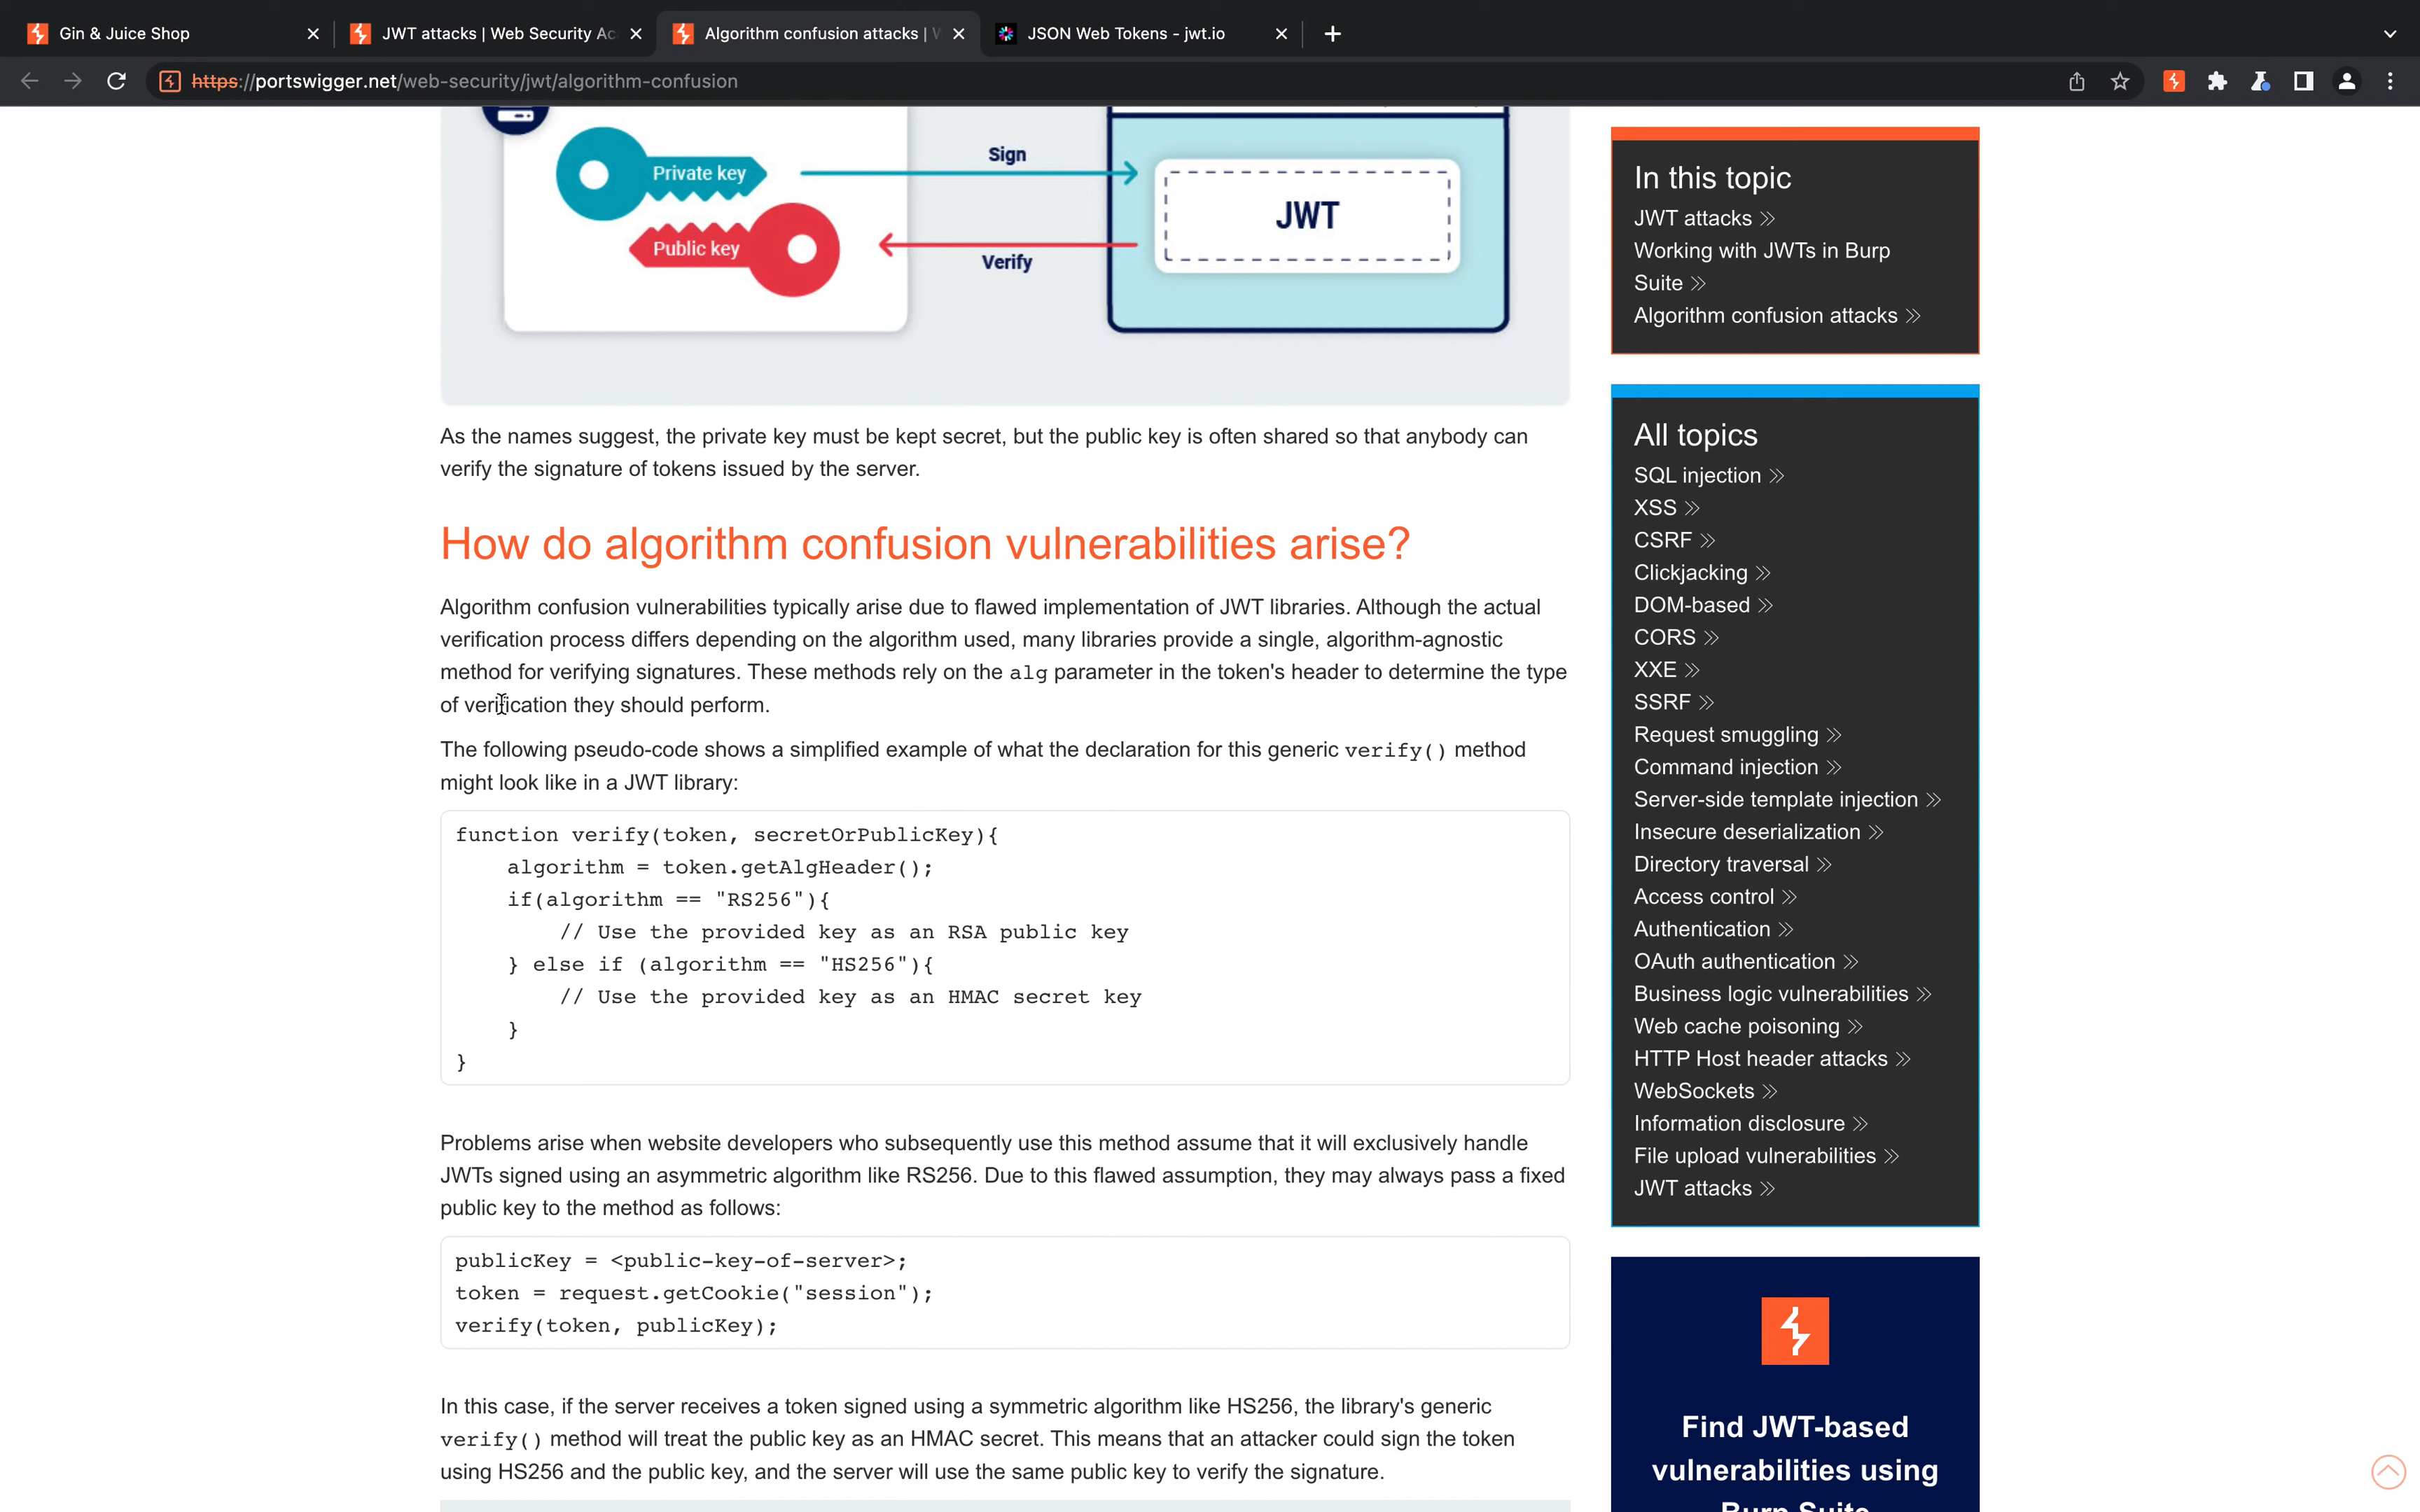 Gin & Juice Shop
JWT attacks | Web Security Ac
Algorithm confusion attacks |
JSON Web Tokens - jwt.io
https://portswigger.net/web-security/jwt/algorithm-confusion
Private key
Public key
Sign
Verify
JWT
As the names suggest, the private key must be kept secret, but the public key is often shared so that anybody can
verify the signature of tokens issued by the server.
How do algorithm confusion vulnerabilities arise?
Algorithm confusion vulnerabilities typically arise due to flawed implementation of JWT libraries. Although the actual
verification process differs depending on the algorithm used, many libraries provide a single, algorithm-agnostic
method for verifying signatures. These methods rely on the alg parameter in the token's header to determine the type
of verification they should perform.
The following pseudo-code shows a simplified example of what the declaration for this generic verify() method
might look like in a JWT library:
function verify(token, secretOrPublicKey){
    algorithm = token.getAlgHeader();
    if(algorithm == "RS256"){
        // Use the provided key as an RSA public key
    } else if (algorithm == "HS256"){
        // Use the provided key as an HMAC secret key
    }
}
Problems arise when website developers who subsequently use this method assume that it will exclusively handle
JWTs signed using an asymmetric algorithm like RS256. Due to this flawed assumption, they may always pass a fixed
public key to the method as follows:
publicKey = <public-key-of-server>;
token = request.getCookie("session");
verify(token, publicKey);
In this case, if the server receives a token signed using a symmetric algorithm like HS256, the library's generic
verify() method will treat the public key as an HMAC secret. This means that an attacker could sign the token
using HS256 and the public key, and the server will use the same public key to verify the signature.
In this topic
JWT attacks
Working with JWTs in Burp
Suite
Algorithm confusion attacks
All topics
SQL injection
XSS
CSRF
Clickjacking
DOM-based
CORS
XXE
SSRF
Request smuggling
Command injection
Server-side template injection
Insecure deserialization
Directory traversal
Access control
Authentication
OAuth authentication
Business logic vulnerabilities
Web cache poisoning
HTTP Host header attacks
WebSockets
Information disclosure
File upload vulnerabilities
JWT attacks
Find JWT-based
vulnerabilities using
Burp Suite